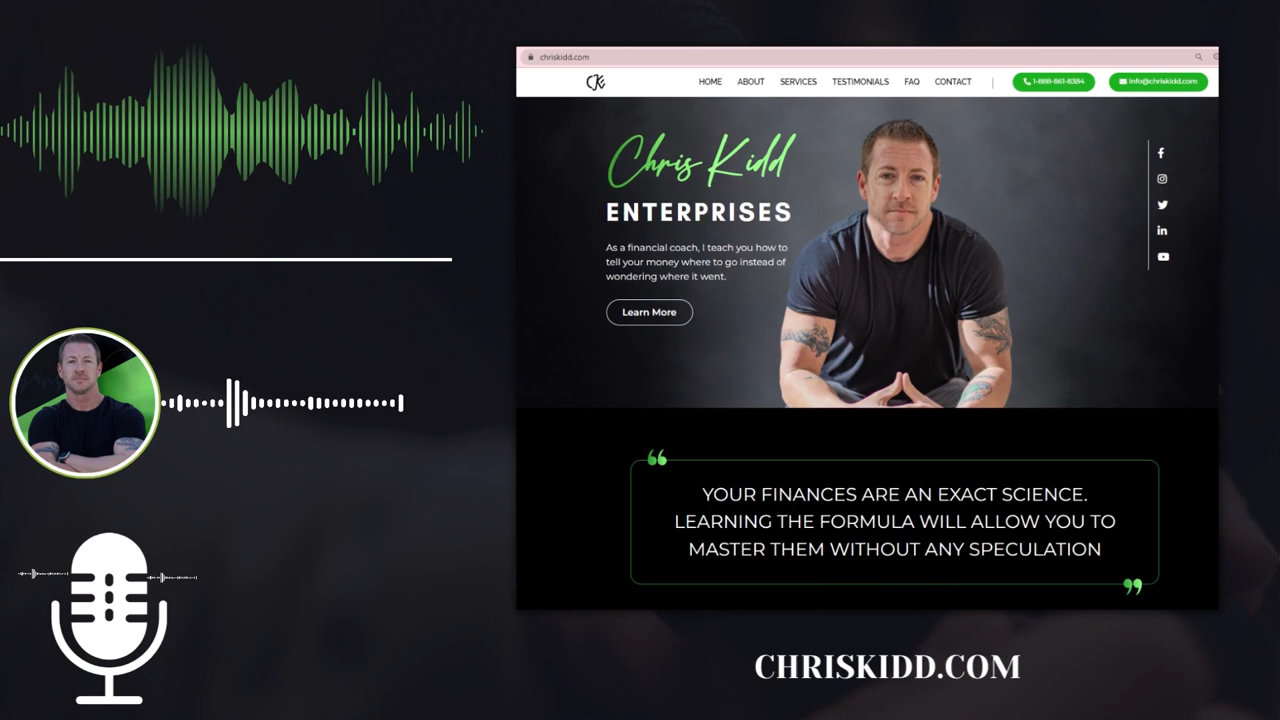 chriskidd.com
CKE
HOME ABOUT SERVICES TESTIMONIALS FAQ CONTACT
1-888-861-8384
info@chriskidd.com
Chris Kidd
ENTERPRISES
As a financial coach, I teach you how to
tell your money where to go instead of
wondering where it went.
Learn More
YOUR FINANCES ARE AN EXACT SCIENCE.
LEARNING THE FORMULA WILL ALLOW YOU TO
MASTER THEM WITHOUT ANY SPECULATION
CHRISKIDD.COM